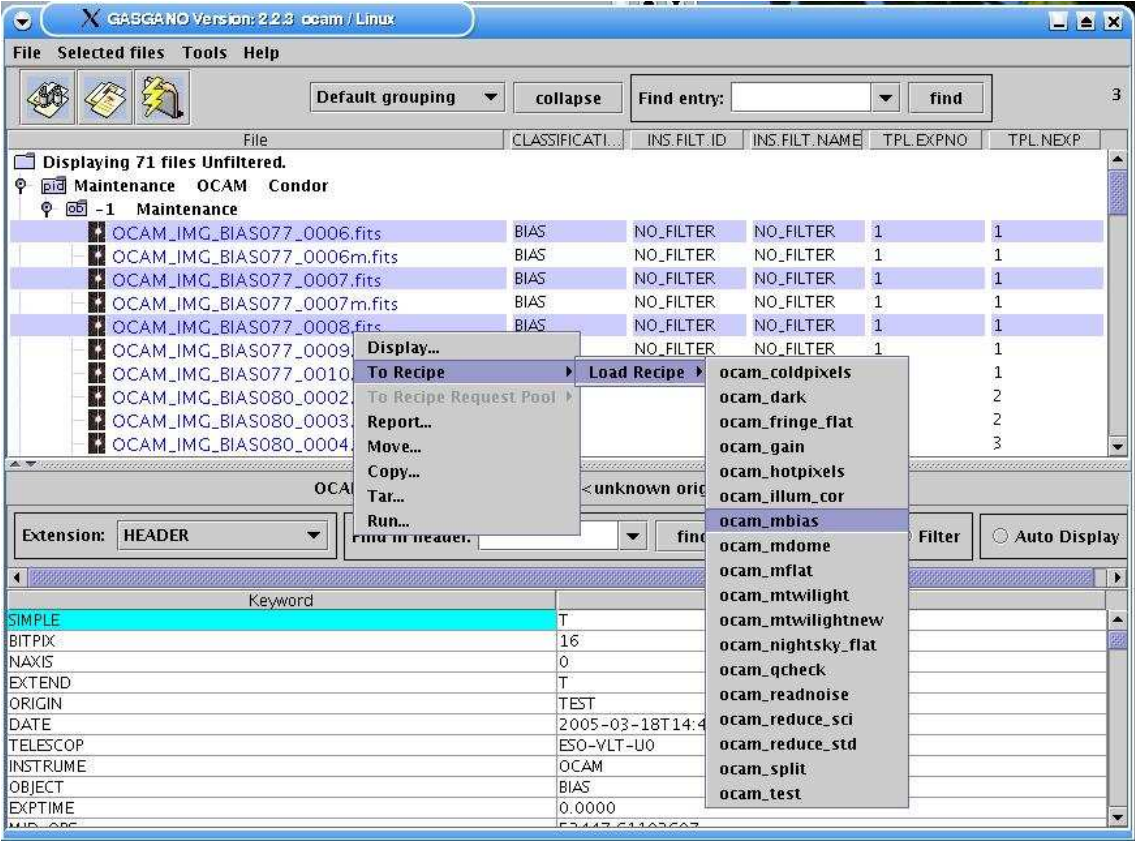 X GASGANO Version: 2.2.3 ocam / Linux
File Selected files Tools Help
Default grouping collapse Find entry: find 3
File CLASSIFICATI... INS.FILT.ID INS.FILT.NAME TPL.EXPNO TPL.NEXP
Displaying 71 files Unfiltered.
pid Maintenance OCAM Condor
ob -1 Maintenance
OCAM_IMG_BIAS077_0006.fits BIAS NO_FILTER NO_FILTER 1 1
OCAM_IMG_BIAS077_0006m.fits BIAS NO_FILTER NO_FILTER 1 1
OCAM_IMG_BIAS077_0007.fits BIAS NO_FILTER NO_FILTER 1 1
OCAM_IMG_BIAS077_0007m.fits BIAS NO_FILTER NO_FILTER 1 1
OCAM_IMG_BIAS077_0008.fits BIAS NO_FILTER NO_FILTER 1 1
OCAM_IMG_BIAS077_0009. NO_FILTER NO_FILTER 1 1
OCAM_IMG_BIAS077_0010. 1
OCAM_IMG_BIAS080_0002. 2
OCAM_IMG_BIAS080_0003. 2
OCAM_IMG_BIAS080_0004. 3
Display...
To Recipe
To Recipe Request Pool
Report...
Move...
Copy...
Tar...
Run...
Load Recipe
ocam_coldpixels
ocam_dark
ocam_fringe_flat
ocam_gain
ocam_hotpixels
ocam_illum_cor
ocam_mbias
ocam_mdome
ocam_mflat
ocam_mtwilight
ocam_mtwilightnew
ocam_nightsky_flat
ocam_qcheck
ocam_readnoise
ocam_reduce_sci
ocam_reduce_std
ocam_split
ocam_test
OCA <unknown orig
Extension: HEADER Find in header: find Filter Auto Display
Keyword
SIMPLE T
BITPIX 16
NAXIS 0
EXTEND T
ORIGIN TEST
DATE 2005-03-18T14:4
TELESCOP ESO-VLT-U0
INSTRUME OCAM
OBJECT BIAS
EXPTIME 0.0000